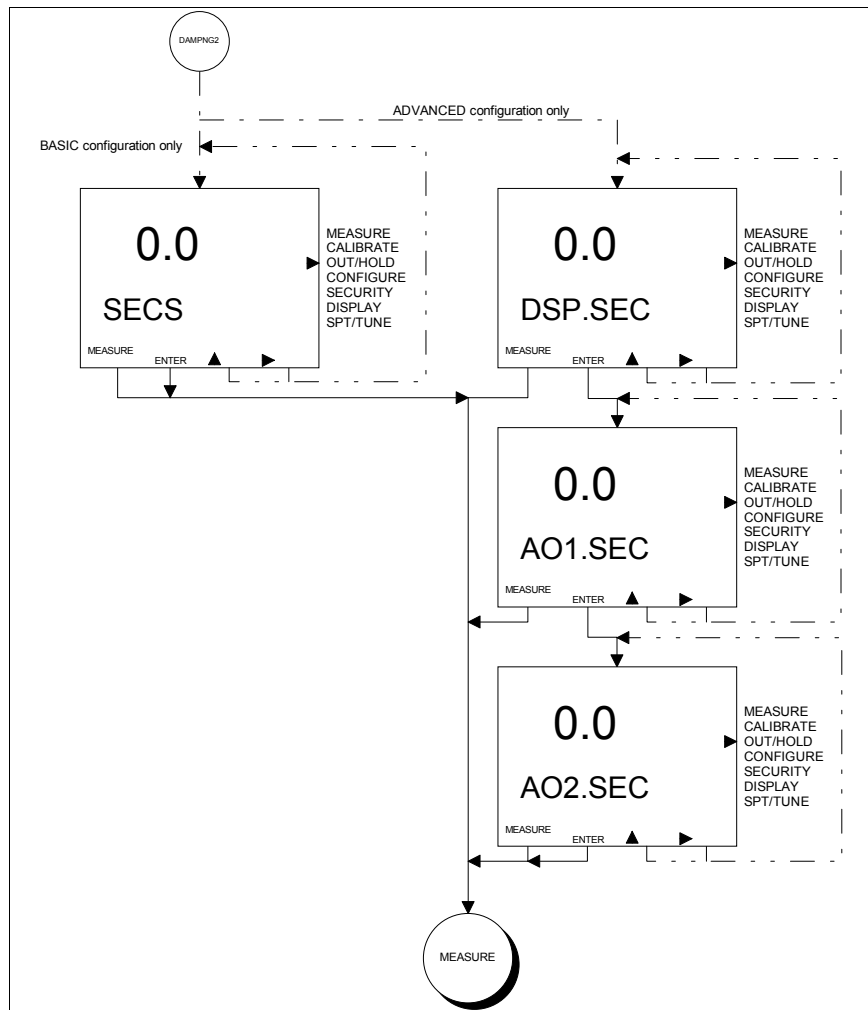 DAMPNG2
ADVANCED configuration only
BASIC configuration only
0.0
SECS
MEASURE
ENTER
MEASURE
CALIBRATE
OUT/HOLD
CONFIGURE
SECURITY
DISPLAY
SPT/TUNE
0.0
DSP.SEC
MEASURE
ENTER
MEASURE
CALIBRATE
OUT/HOLD
CONFIGURE
SECURITY
DISPLAY
SPT/TUNE
0.0
AO1.SEC
MEASURE
ENTER
MEASURE
CALIBRATE
OUT/HOLD
CONFIGURE
SECURITY
DISPLAY
SPT/TUNE
0.0
AO2.SEC
MEASURE
ENTER
MEASURE
CALIBRATE
OUT/HOLD
CONFIGURE
SECURITY
DISPLAY
SPT/TUNE
MEASURE